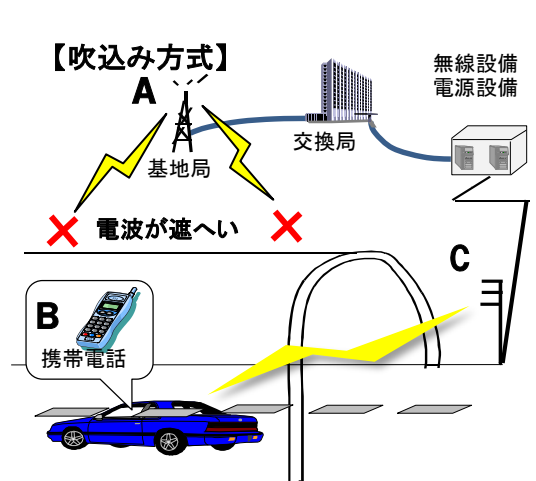 【吹込み方式】
A
無線設備
電源設備
交換局
基地局
電波が遮へい
C
B
携帯電話